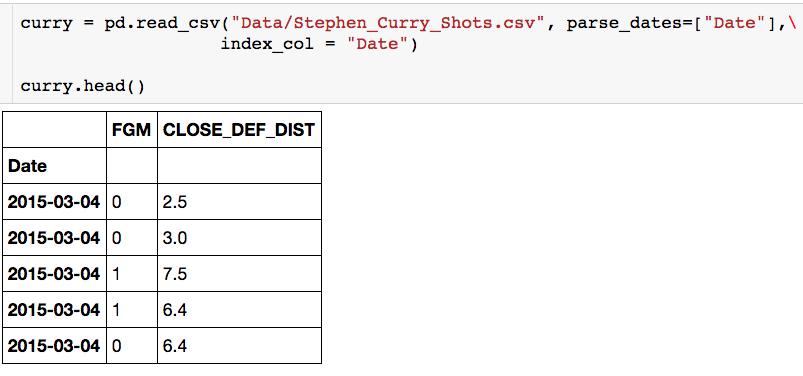 curry = pd.read_csv("Data/Stephen_Curry_Shots.csv", parse_dates=["Date"],\
index_col = "Date")
curry.head()
FGM CLOSE_DEF_DIST
Date
2015-03-04 0 2.5
2015-03-04 0 3.0
2015-03-04 1 7.5
2015-03-04 1 6.4
2015-03-04 0 6.4